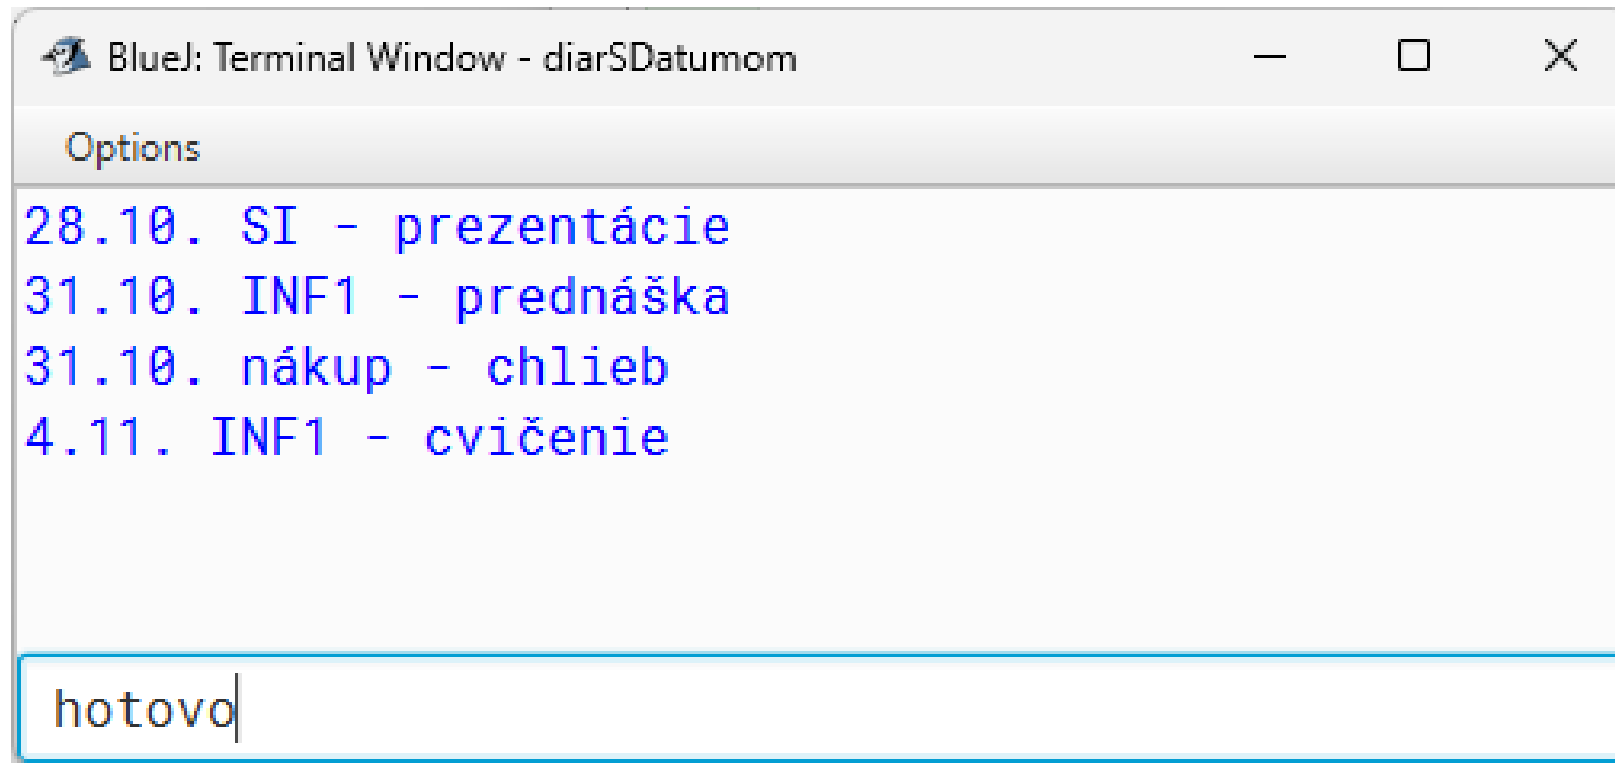 BlueJ: Terminal Window - diarSDatumom
Options
28.10. SI - prezentácie
31.10. INF1 - prednáška
31.10. nákup - chlieb
4.11. INF1 - cvičenie
hotovo